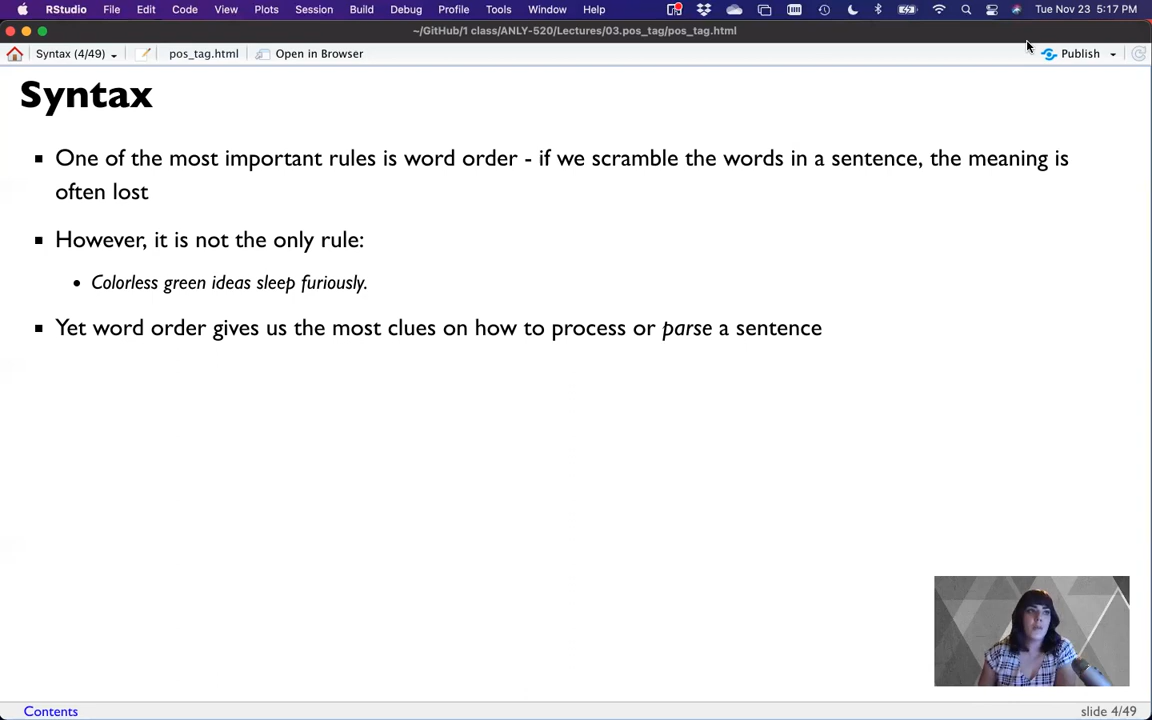 RStudio File Edit Code View Plots Session Build Debug Profile Tools Window Help Tue Nov 23 5:17 PM
~/GitHub/1 class/ANLY-520/Lectures/03.pos_tag/pos_tag.html
Syntax (4/49) pos_tag.html Open in Browser Publish
Syntax
One of the most important rules is word order - if we scramble the words in a sentence, the meaning is
often lost
However, it is not the only rule:
Colorless green ideas sleep furiously.
Yet word order gives us the most clues on how to process or parse a sentence
Contents slide 4/49